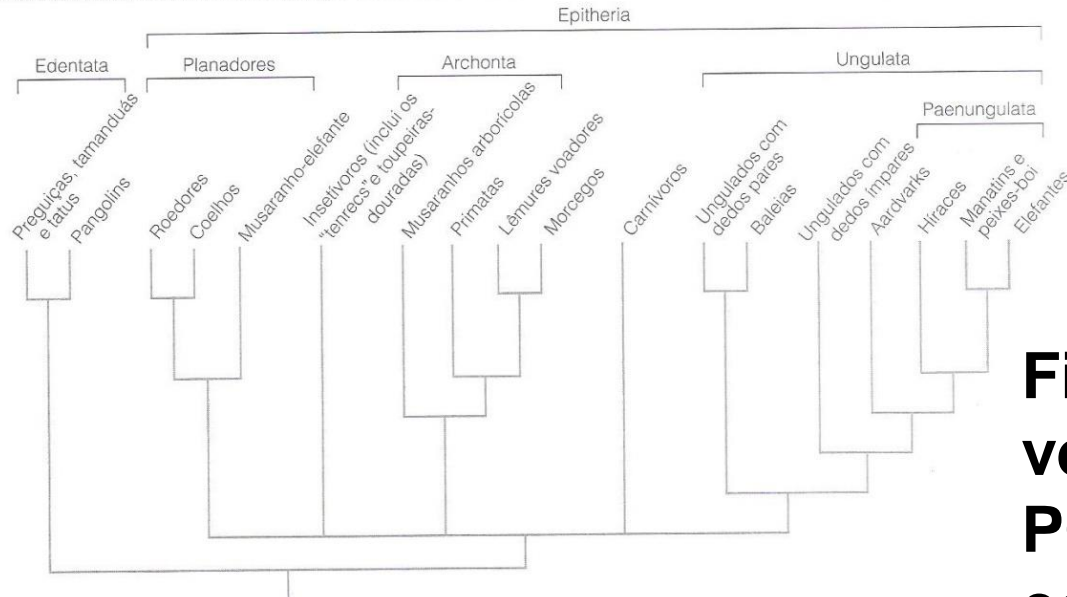 Epitheria
Edentata
Planadores
Archonta
Ungulata
Paenungulata
Preguiças, tamanduás
e tatus
Pangolins
Roedores
Coelhos
Musaranho-elefante
Insetívoros (inclui os
"tenrecs" e toupeiras-
douradas)
Musaranhos arborícolas
Primatas
Lêmures voadores
Morcegos
Carnívoros
Ungulados com
dedos pares
Baleias
Ungulados com
dedos ímpares
Aardvarks
Hiraces
Manatins e
peixes-boi
Elefantes